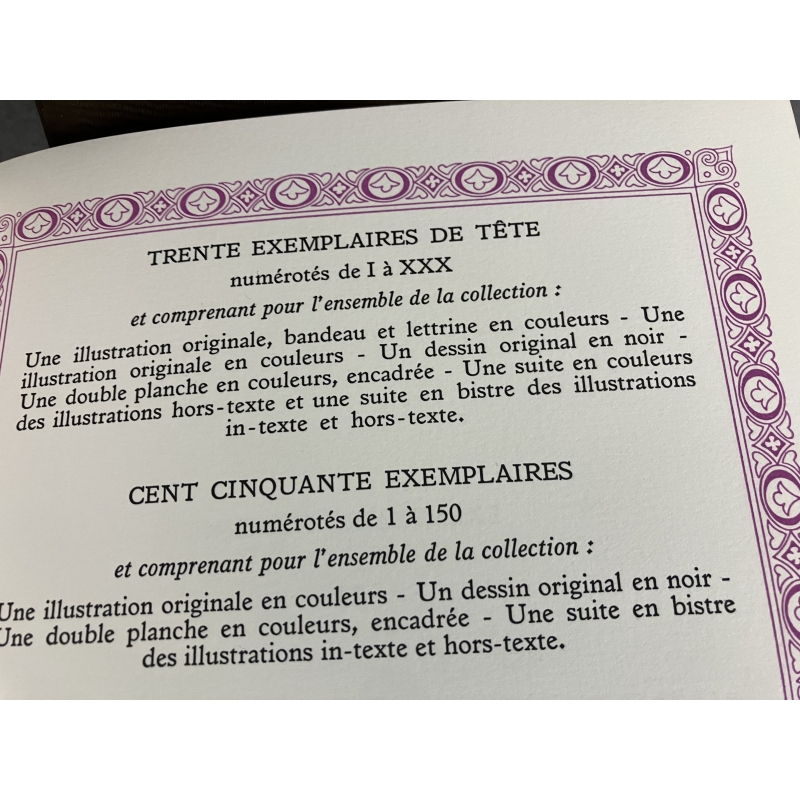 TRENTE EXEMPLAIRES DE TÊTE
numérotés de I à XXX
et comprenant pour l'ensemble de la collection :
Une illustration originale, bandeau et lettrine en couleurs - Une
illustration originale en couleurs - Un dessin original en noir -
Une double planche en couleurs, encadrée - Une suite en couleurs
des illustrations hors-texte et une suite en bistre des illustrations
in-texte et hors-texte.
CENT CINQUANTE EXEMPLAIRES
numérotés de 1 à 150
et comprenant pour l'ensemble de la collection :
Une illustration originale en couleurs - Un dessin original en noir -
Une double planche en couleurs, encadrée - Une suite en bistre
des illustrations in-texte et hors-texte.